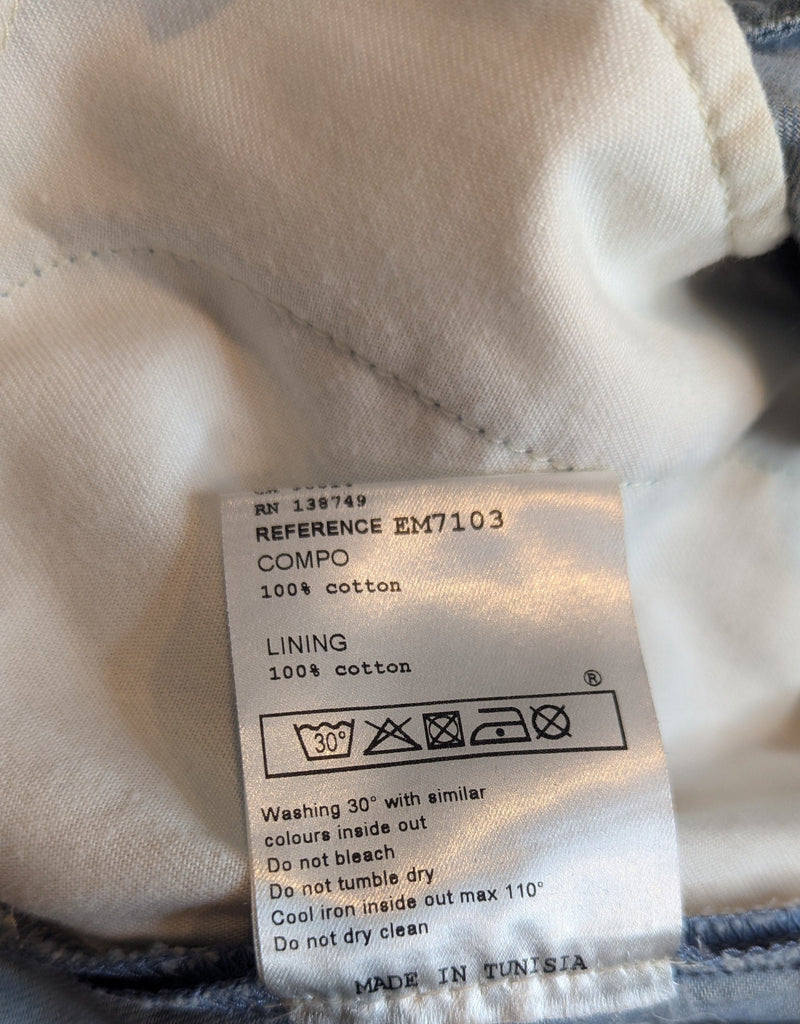 RN 138749
REFERENCE EM7103
COMPO
100% cotton
LINING
100% cotton
®
30°
Washing 30° with similar
colours inside out
Do not bleach
Do not tumble dry
Cool iron inside out max 110°
Do not dry clean
MADE IN TUNISIA